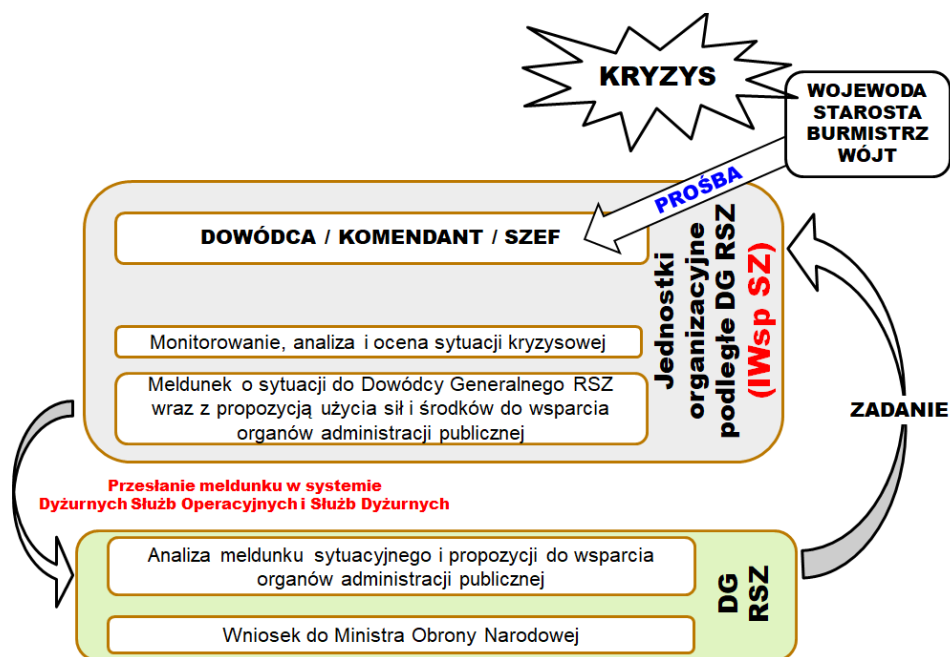 KRYZYS
WOJEWODA
STAROSTA
BURMISTRZ
WÓJT
PROŚBA
DOWÓDCA / KOMENDANT / SZEF
Monitorowanie, analiza i ocena sytuacji kryzysowej
Meldunek o sytuacji do Dowódcy Generalnego RSZ
wraz z propozycją użycia sił i środków do wsparcia
organów administracji publicznej
Jednostki
organizacyjne
podległe DG RSZ
(IWsp SZ)
ZADANIE
Przesłanie meldunku w systemie
Dyżurnych Służb Operacyjnych i Służb Dyżurnych
Analiza meldunku sytuacyjnego i propozycji do wsparcia
organów administracji publicznej
Wniosek do Ministra Obrony Narodowej
DG
RSZ